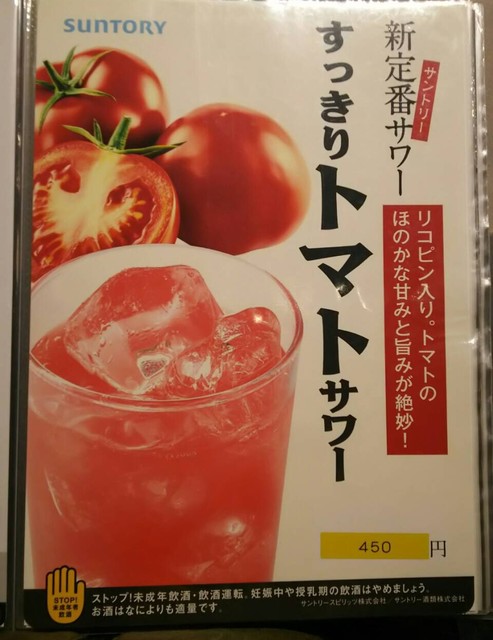 SUNTORY
新定番サワー
サントリー
すっきりトマトサワー
リコピン入り。トマトの
ほのかな甘みと旨みが絶妙!
450円
STOP!
未成年者
飲酒
ストップ!未成年飲酒・飲酒運転。妊娠中や授乳期の飲酒はやめましょう。
お酒はなによりも適量です。
サントリースピリッツ株式会社/サントリー酒類株式会社